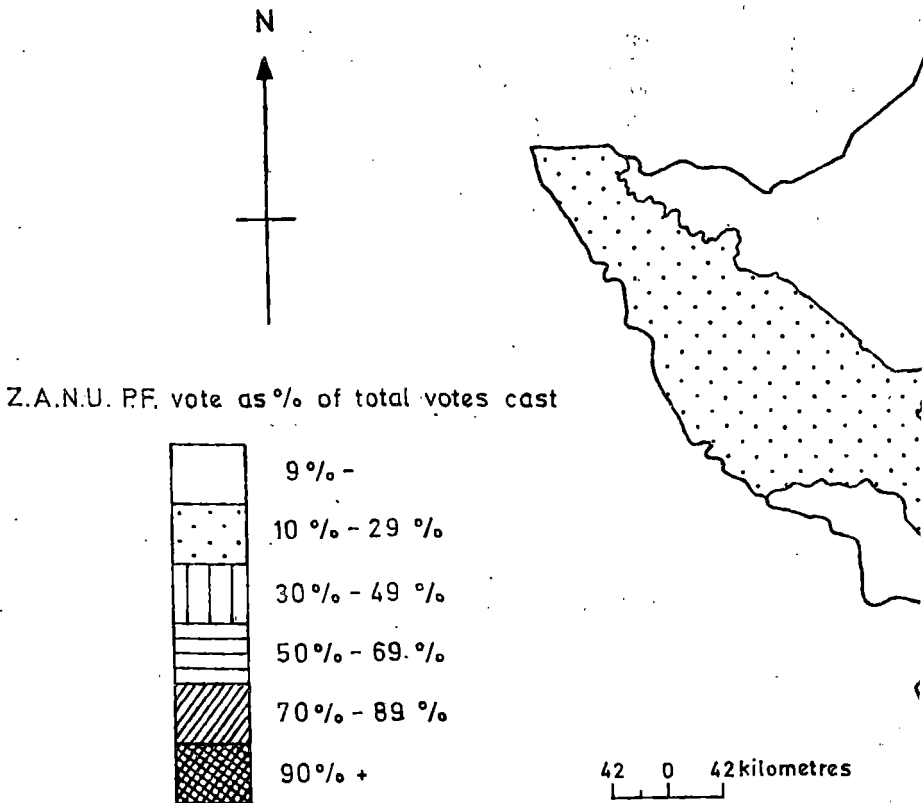 N
Z.A.N.U. P.F. vote as % of total votes cast
9 % -
10 % - 29 %
30 % - 49 %
50 % - 69. %
70 % - 89 %
90 % +
42 0 42 kilometres